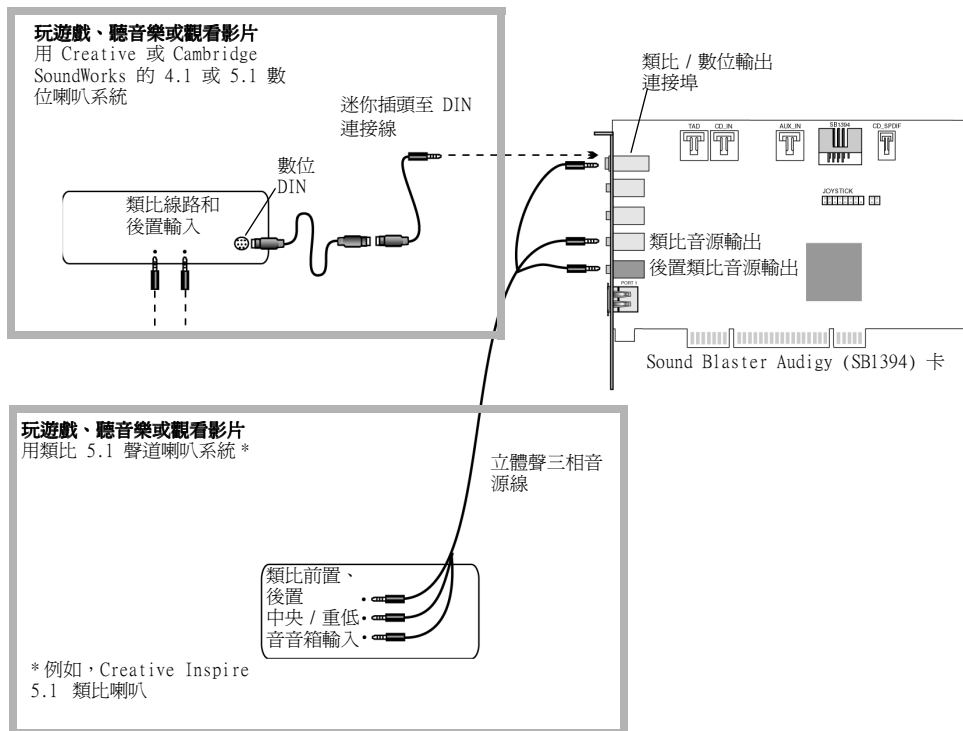 玩遊戲、聽音樂或觀看影片
用 Creative 或 Cambridge
SoundWorks 的 4.1 或 5.1 數
位喇叭系統
迷你插頭至 DIN
連接線
數位
DIN
類比線路和
後置輸入
類比 / 數位輸出
連接埠
TAD
CD_IN
AUX_IN
SB1394
CD_SPDIF
JOYSTICK
類比音源輸出
後置類比音源輸出
PORT 1
Sound Blaster Audigy (SB1394) 卡
玩遊戲、聽音樂或觀看影片
用類比 5.1 聲道喇叭系統 *
立體聲三相音
源線
類比前置、
後置
中央 / 重低
音音箱輸入
* 例如，Creative Inspire
5.1 類比喇叭